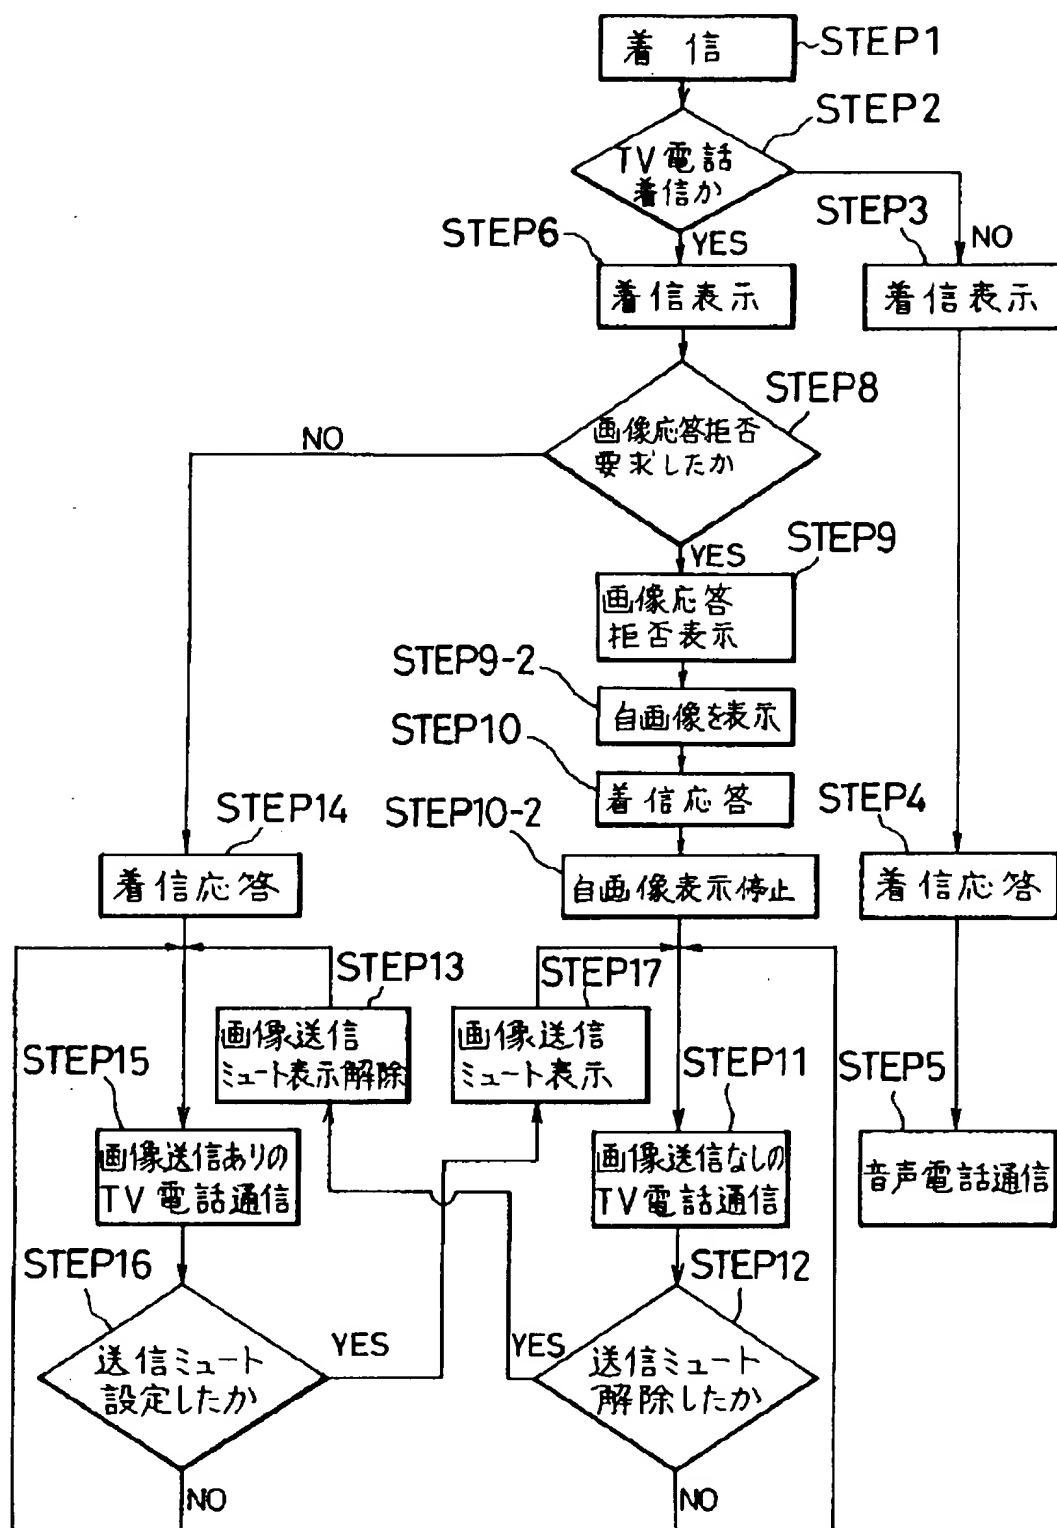 着信
STEP1
STEP2
TV電話
着信か
STEP3
NO
STEP6
YES
着信表示
着信表示
STEP8
画像応答拒否
要求したか
NO
YES
STEP9
画像応答
拒否表示
STEP9-2
自画像を表示
STEP10
着信応答
STEP10-2
自画像表示停止
STEP14
着信応答
STEP4
着信応答
STEP13
画像送信
ミュート表示解除
STEP17
画像送信
ミュート表示
STEP15
画像送信ありの
TV電話通信
STEP11
画像送信なしの
TV電話通信
STEP5
音声電話通信
STEP16
送信ミュート
設定したか
YES
NO
STEP12
YES
送信ミュート
解除したか
NO